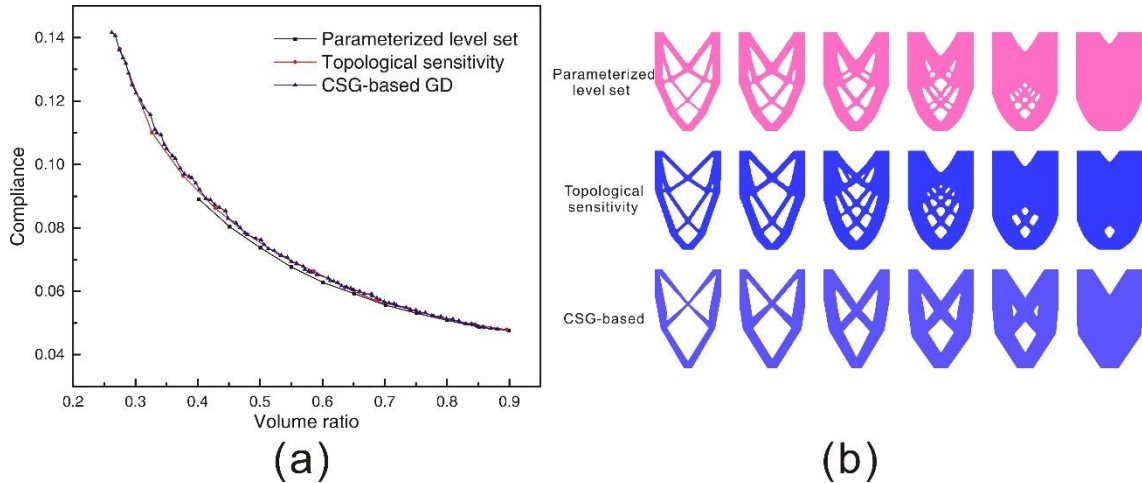 0.14
0.12
0.10
0.08
0.06
0.04
Compliance
Parameterized level set
Topological sensitivity
CSG-based GD
0.2 0.3 0.4 0.5 0.6 0.7 0.8 0.9
Volume ratio
(a)
Parameterized
level set
Topological
sensitivity
CSG-based
(b)